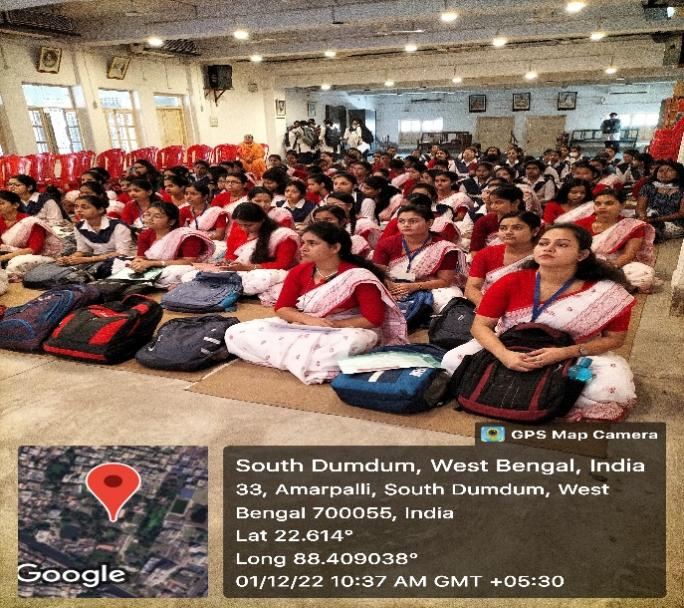 GPS Map Camera
South Dumdum, West Bengal, India
33, Amarpalli, South Dumdum, West
Bengal 700055, India
Lat 22.614°
Long 88.409038°
01/12/22 10:37 AM GMT +05:30
Google